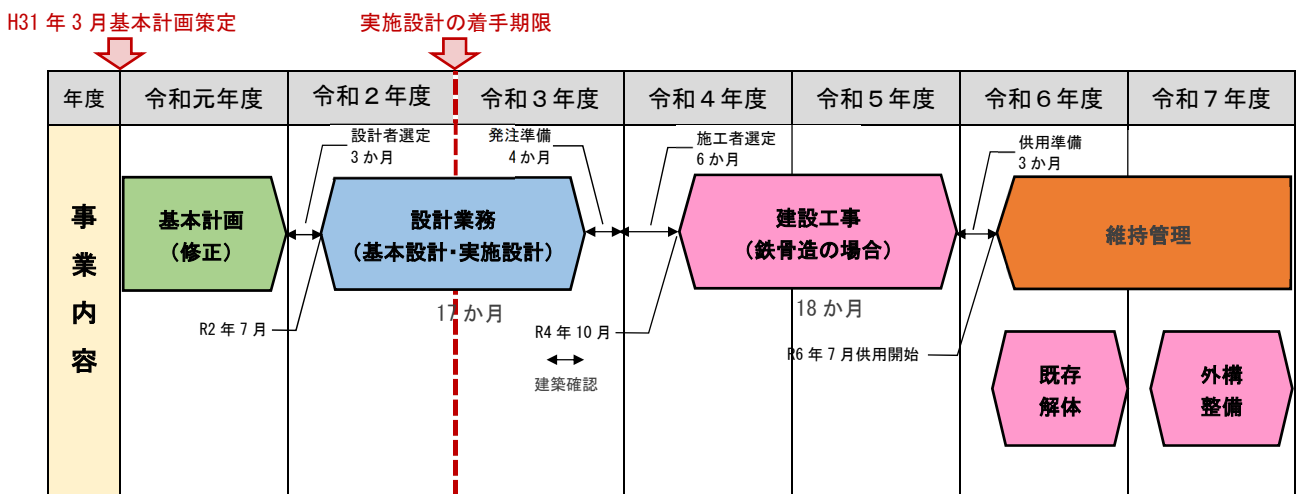 H31 年 3 月基本計画策定
実施設計の着手期限
年度
令和元年度
令和２年度
令和３年度
令和４年度
令和５年度
令和６年度
令和７年度
事
業
内
容
設計者選定
3 か月
発注準備
4 か月
施工者選定
6 か月
供用準備
3 か月
基本計画
（修正）
設計業務
（基本設計・実施設計）
建設工事
（鉄骨造の場合）
維持管理
17 か月
18 か月
R2 年 7 月
R4 年 10 月
R6 年 7 月供用開始
建築確認
既存
解体
外構
整備